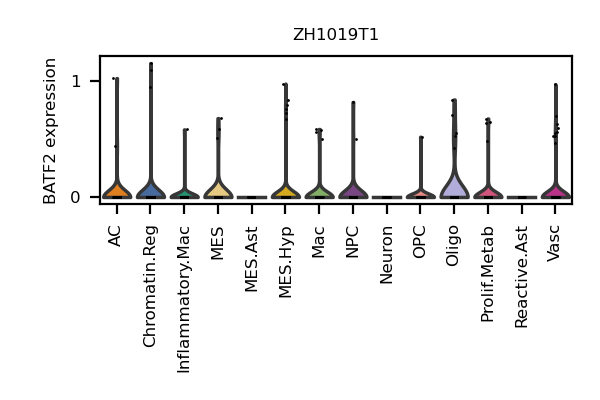 ZH1019T1
BATF2 expression
1
0
AC
Chromatin.Reg
Inflammatory.Mac
MES
MES.Ast
MES.Hyp
Mac
NPC
Neuron
OPC
Oligo
Prolif.Metab
Reactive.Ast
Vasc